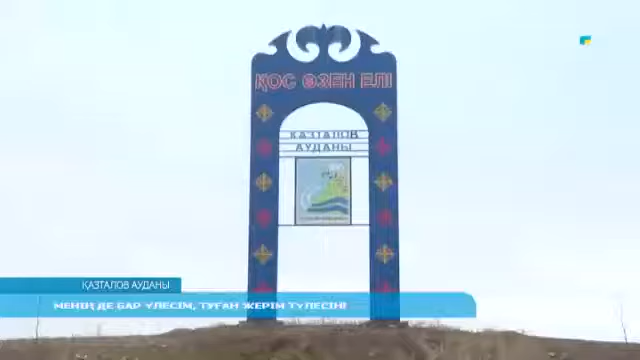 ҚОС ӨЗЕН ЕЛІ
ҚАЗТАЛОВ
АУДАНЫ
ҚАЗТАЛОВ АУДАНЫ
МЕНІҢ ДЕ БАР ҮЛЕСІМ, ТУҒАН ЖЕРІМ ТҮЛЕСІН!